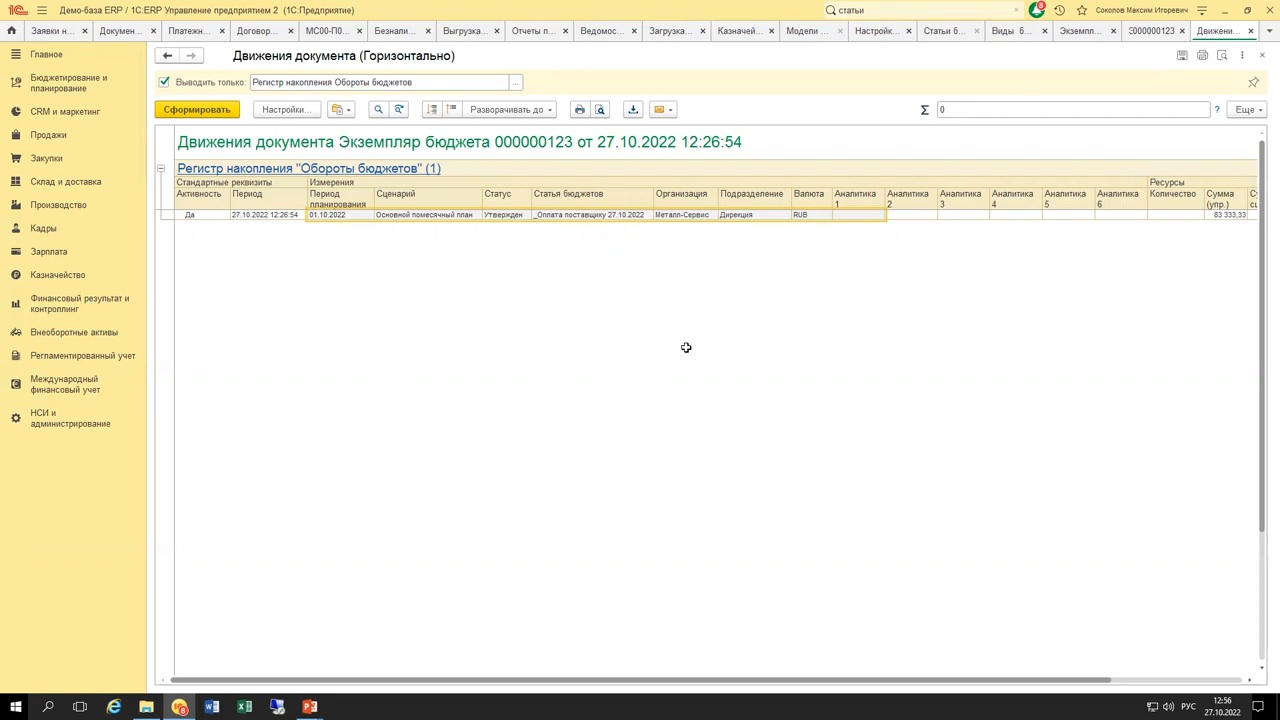 Демо-база ERP / 1С:ERP Управление предприятием 2 (1С:Предприятие)
статьи
8
Соколов Максим Игоревич
Заявки н...
Докумен...
Платежн...
Договор...
МС00-П0...
Безнали...
Выгрузка...
Отчеты п...
Ведомос...
Загрузка...
Казначей...
Модели ...
Настройк...
Статьи б...
Виды б...
Экземпл...
000000123
Движени...
Главное
Бюджетирование и
планирование
CRM и маркетинг
Продажи
Закупки
Склад и доставка
Производство
Кадры
Зарплата
Казначейство
Финансовый результат и
контроллинг
Внеоборотные активы
Регламентированный учет
Международный
финансовый учет
НСИ и
администрирование
Движения документа (Горизонтально)
Выводить только:
Регистр накопления Обороты бюджетов
...
Сформировать
Настройки...
Разворачивать до
Σ
0
?
Еще
Движения документа Экземпляр бюджета 000000123 от 27.10.2022 12:26:54
Регистр накопления "Обороты бюджетов" (1)
Стандартные реквизиты Измерения Ресурсы
Активность Период Период Сценарий Статус Статья бюджетов Организация Подразделение Валюта Аналитика Аналитика Аналитика Аналитика Аналитика Аналитика Количество Сумма
планирования 1 2 3 4 5 6 (упр.)
Да 27.10.2022 12:26:54 01.10.2022 Основной помесячный план Утвержден _Оплата поставщику 27.10.2022 Металл-Сервис Дирекция RUB 83 333,33
РУС
12:56
27.10.2022